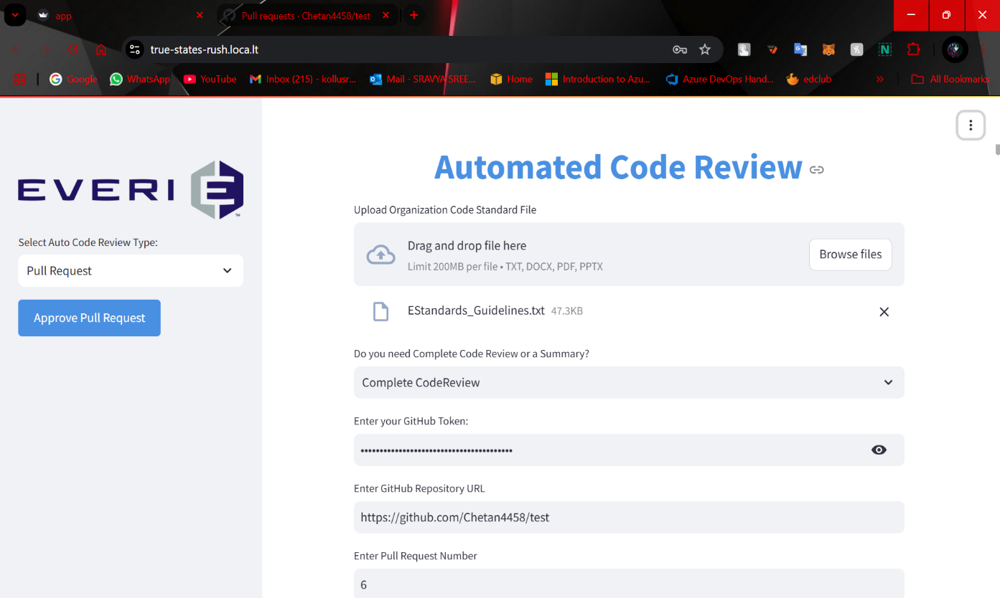 app
Pull requests · Chetan4458/test
true-states-rush.loca.lt
Google
WhatsApp
YouTube
Inbox (215) - kollusr...
Mail - SRAVYA SREE...
Home
Introduction to Azu...
Azure DevOps Hand...
edclub
»
All Bookmarks
EVERI
E
TM
Select Auto Code Review Type:
Pull Request
Approve Pull Request
Automated Code Review
Upload Organization Code Standard File
Drag and drop file here
Limit 200MB per file • TXT, DOCX, PDF, PPTX
Browse files
EStandards_Guidelines.txt 47.3KB
Do you need Complete Code Review or a Summary?
Complete CodeReview
Enter your GitHub Token:
••••••••••••••••••••••••••••••••••••••••
Enter GitHub Repository URL
https://github.com/Chetan4458/test
Enter Pull Request Number
6